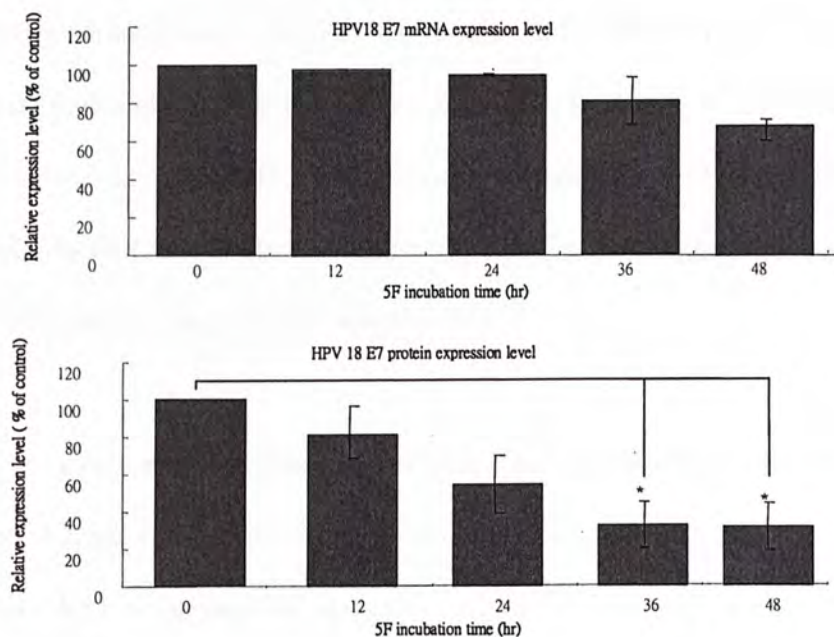 HPV18 E7 mRNA expression level
Relative expression level (% of control)
120
100
80
60
40
20
0
0 12 24 36 48
5F incubation time (hr)
HPV 18 E7 protein expression level
Relative expression level ( % of control)
120
100
80
60
40
20
0
* *
0 12 24 36 48
5F incubation time (hr)